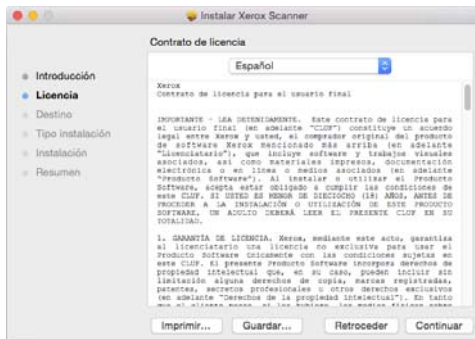 Instalar Xerox Scanner
Contrato de licencia
Español
Introducción
Licencia
Destino
Tipo instalación
Instalación
Resumen
Xerox
Contrato de licencia para el usuario final
IMPORTANTE - LEA DETENIDAMENTE. Este contrato de licencia para
el usuario final (en adelante "CLUF") constituye un acuerdo
legal entre Xerox y usted, el comprador original del producto
de software Xerox mencionado más arriba (en adelante
"Licenciatario"), que incluye software y trabajos visuales
asociados, así como materiales impresos, documentación
electrónica o en línea o medios asociados (en adelante
"Producto Software"). Al instalar o utilizar el Producto
Software, acepta estar obligado a cumplir las condiciones de
este CLUF. SI USTED ES MENOR DE DIECIOCHO (18) AÑOS, ANTES DE
PROCEDER A LA INSTALACIÓN O UTILIZACIÓN DE ESTE PRODUCTO
SOFTWARE, UN ADULTO DEBERÁ LEER EL PRESENTE CLUF EN SU
TOTALIDAD.
1. GARANTÍA DE LICENCIA. Xerox, mediante este acto, garantiza
al licenciatario una licencia no exclusiva para usar el
Producto Software únicamente con las condiciones sujetas en
este CLUF. El presente Producto Software incorpora derechos de
propiedad intelectual que, en su caso, pueden incluir sin
limitación alguna derechos de copia, marcas registradas,
patentes, secretos profesionales u otros derechos exclusivos
(en adelante "Derechos de la propiedad intelectual"). En tanto
Imprimir...
Guardar...
Retroceder
Continuar